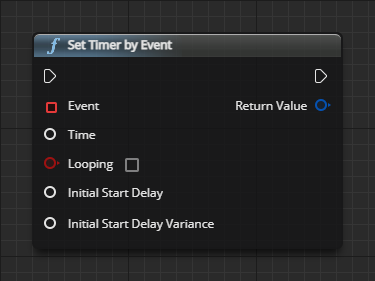 f Set Timer by Event
Event Return Value
Time
Looping
Initial Start Delay
Initial Start Delay Variance